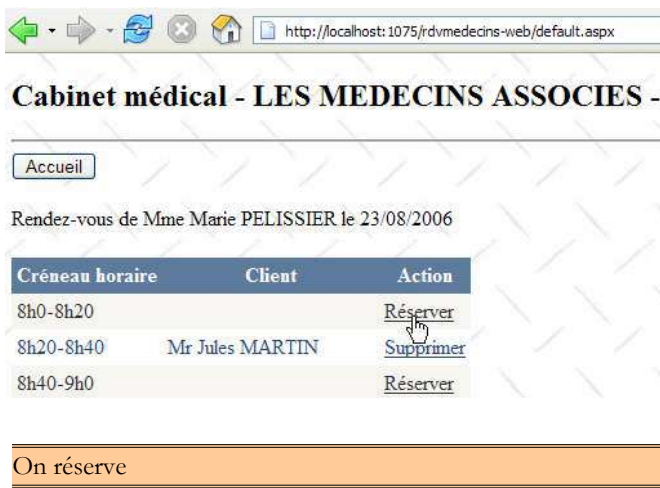 http://localhost:1075/rdvmedecins-web/default.aspx
Cabinet médical - LES MEDECINS ASSOCIES -
Accueil
Rendez-vous de Mme Marie PELISSIER le 23/08/2006
Créneau horaire Client Action
8h0-8h20 Réserver
8h20-8h40 Mr Jules MARTIN Supprimer
8h40-9h0 Réserver
On réserve